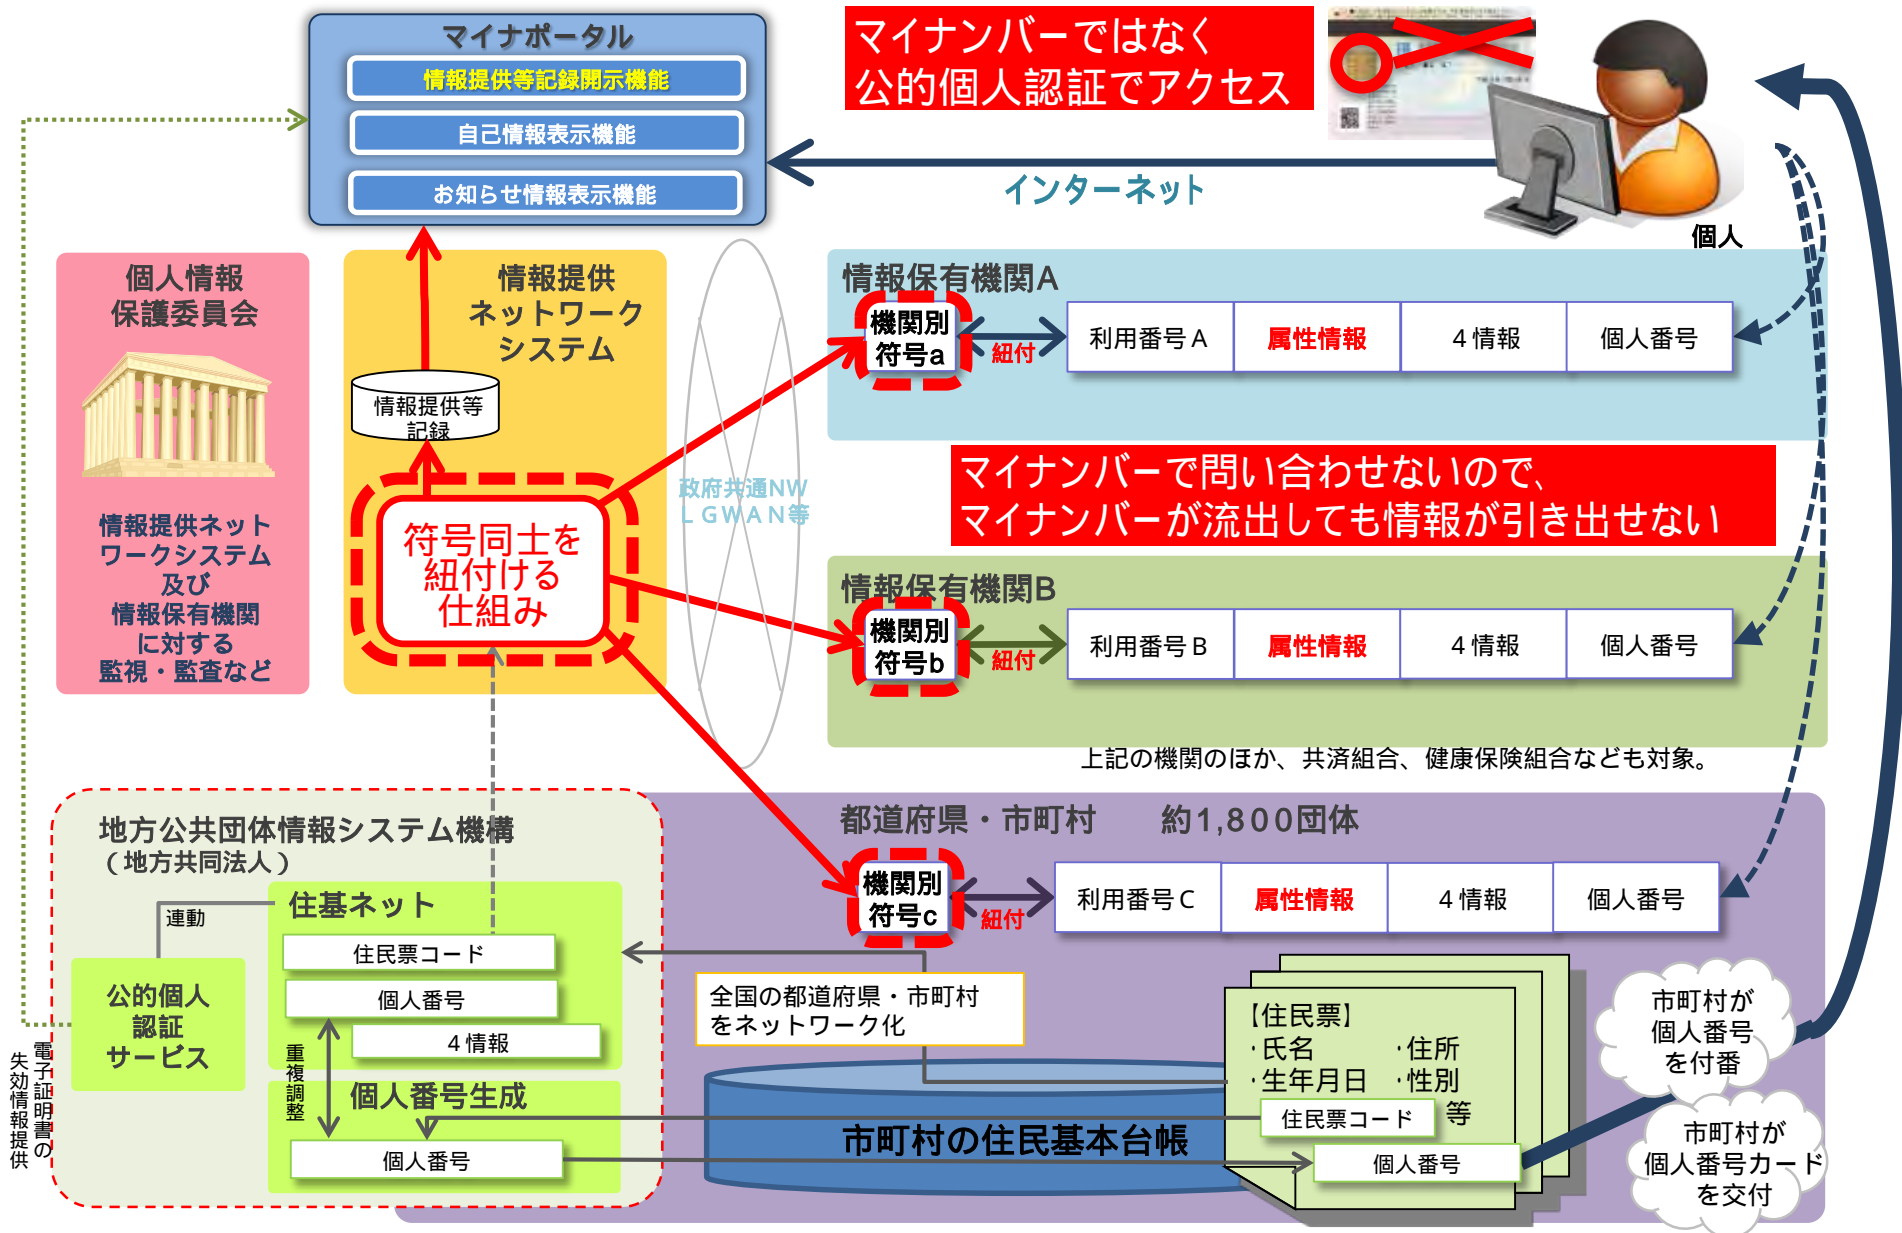 マイナポータル
情報提供等記録開示機能
自己情報表示機能
お知らせ情報表示機能
マイナンバーではなく
公的個人認証でアクセス
インターネット
個人
個人情報
保護委員会
情報提供ネット
ワークシステム
及び
情報保有機関
に対する
監視・監査など
情報提供
ネットワーク
システム
情報提供等
記録
符号同士を
紐付ける
仕組み
政府共通NW
ＬＧＷＡＮ等
情報保有機関A
機関別
符号a
紐付
利用番号Ａ
属性情報
４情報
個人番号
マイナンバーで問い合わせないので、
マイナンバーが流出しても情報が引き出せない
情報保有機関B
機関別
符号b
紐付
利用番号Ｂ
属性情報
４情報
個人番号
上記の機関のほか、共済組合、健康保険組合なども対象。
都道府県・市町村　約1,800団体
機関別
符号c
紐付
利用番号Ｃ
属性情報
４情報
個人番号
地方公共団体情報システム機構
（地方共同法人）
連動
住基ネット
住民票コード
個人番号
４情報
公的個人
認証
サービス
重複調整
個人番号生成
個人番号
電子証明書の
失効情報提供
全国の都道府県・市町村
をネットワーク化
市町村の住民基本台帳
【住民票】
・氏名　・住所
・生年月日　・性別
住民票コード　等
個人番号
市町村が
個人番号
を付番
市町村が
個人番号カード
を交付